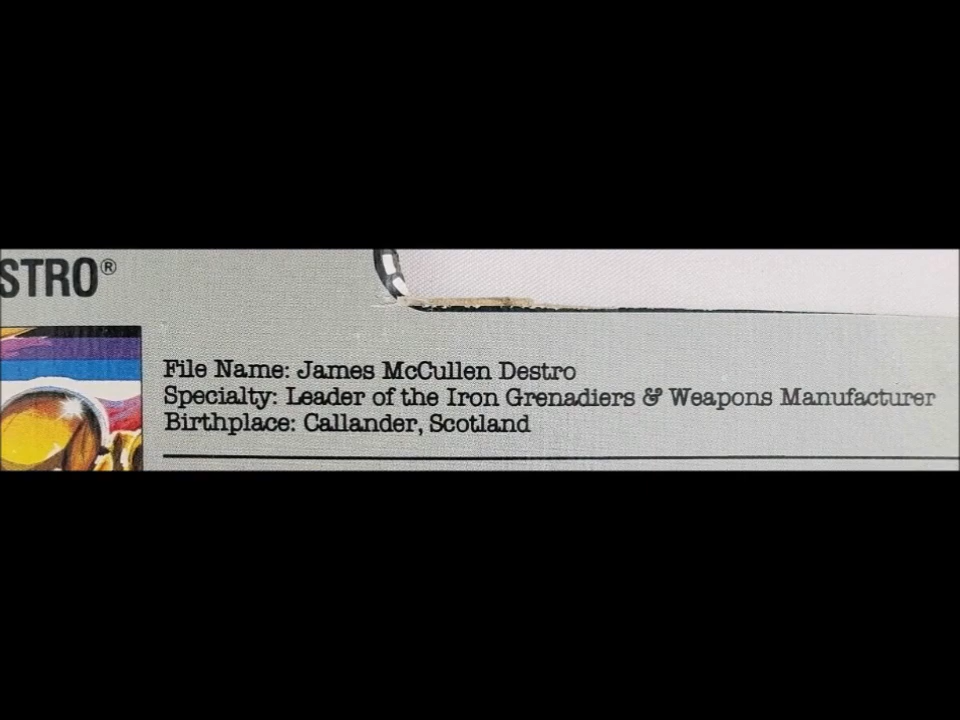 STRO®
File Name: James McCullen Destro
Specialty: Leader of the Iron Grenadiers & Weapons Manufacturer
Birthplace: Callander, Scotland